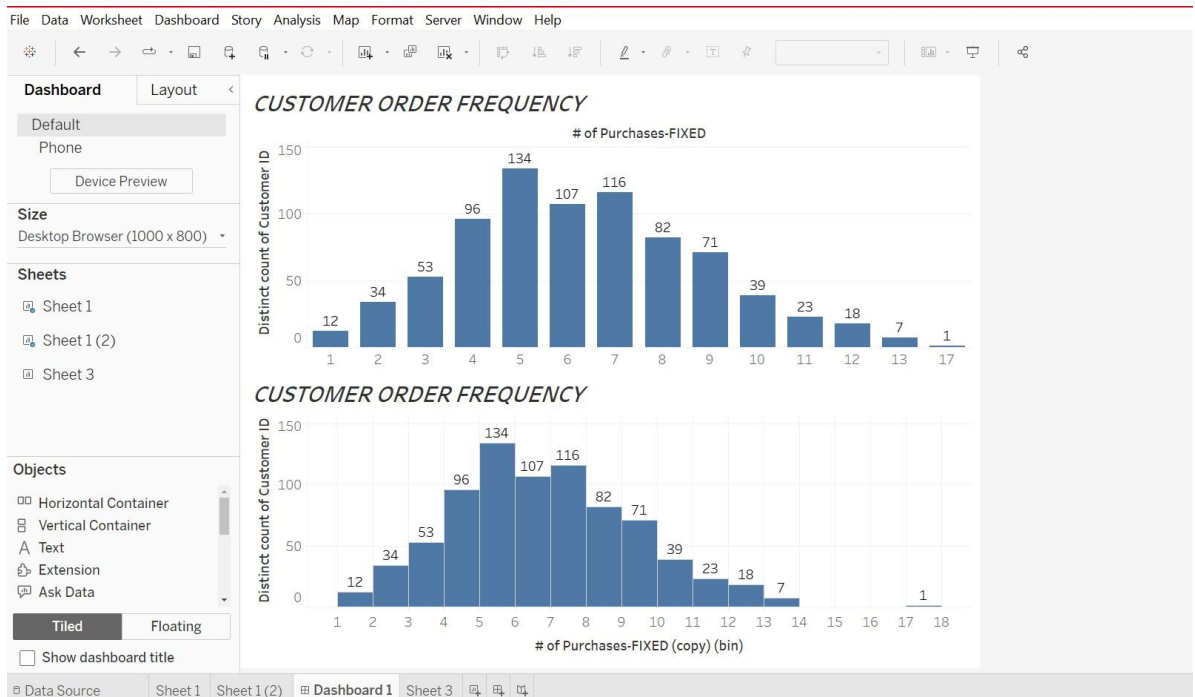 File Data Worksheet Dashboard Story Analysis Map Format Server Window Help
Dashboard Layout <
Default
Phone
Device Preview
Size
Desktop Browser (1000 x 800)
Sheets
Sheet 1
Sheet 1 (2)
Sheet 3
Objects
Horizontal Container
Vertical Container
A Text
Extension
Ask Data
Tiled Floating
Show dashboard title
CUSTOMER ORDER FREQUENCY
# of Purchases-FIXED
Distinct count of Customer ID
150
100
50
0
12 34 53 96 134 107 116 82 71 39 23 18 7 1
1 2 3 4 5 6 7 8 9 10 11 12 13 17
CUSTOMER ORDER FREQUENCY
Distinct count of Customer ID
150
100
50
0
12 34 53 96 134 107 116 82 71 39 23 18 7 1
1 2 3 4 5 6 7 8 9 10 11 12 13 14 15 16 17 18
# of Purchases-FIXED (copy) (bin)
Data Source Sheet 1 Sheet 1 (2) Dashboard 1 Sheet 3